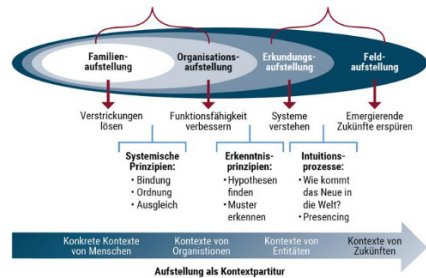 Familien-
aufstellung
Organisations-
aufstellung
Erkundungs-
aufstellung
Feld-
aufstellung
Verstrickungen
lösen
Funktionsfähigkeit
verbessern
Systeme
verstehen
Emergierende
Zukünfte erspüren
Systemische
Prinzipien:
• Bindung
• Ordnung
• Ausgleich
Erkenntnis-
prinzipien:
• Hypothesen
finden
• Muster
erkennen
Intuitions-
prozesse:
• Wie kommt
das Neue in
die Welt?
• Presencing
Konkrete Kontexte
von Menschen
Kontexte von
Organistionen
Kontexte von
Entitäten
Kontexte von
Zukünften
Aufstellung als Kontextpartitur